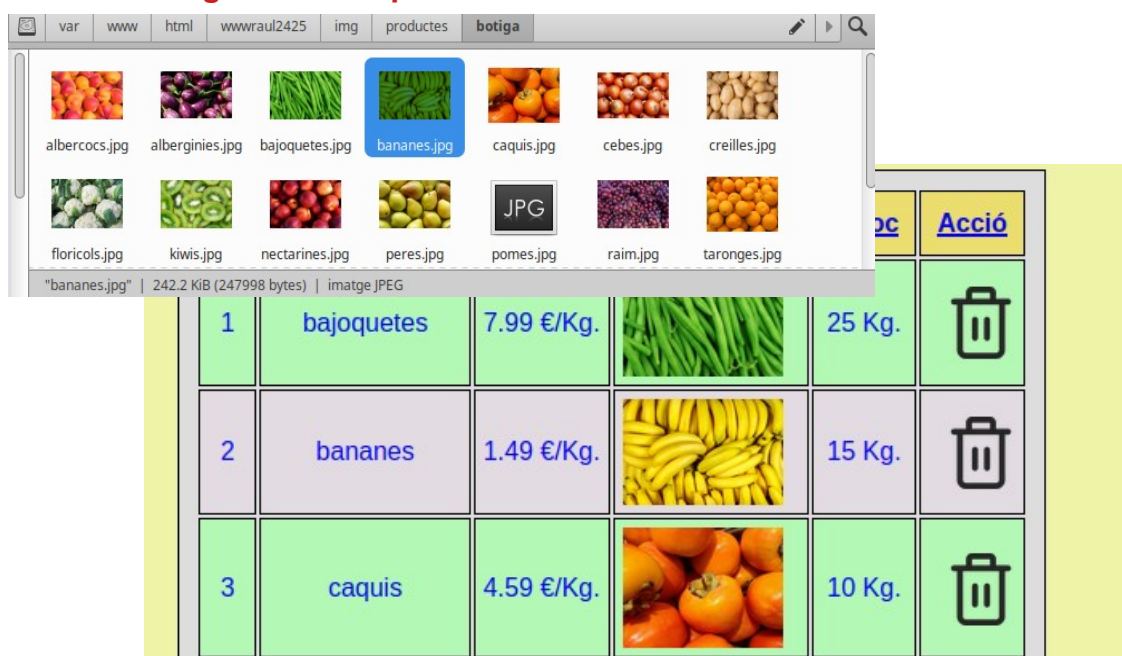 var www html wwwraul2425 img productes botiga
albercocs.jpg alberginies.jpg bajoquetes.jpg bananes.jpg caquis.jpg cebes.jpg creilles.jpg
JPG
floricols.jpg kiwis.jpg nectarines.jpg peres.jpg pomes.jpg raim.jpg taronges.jpg
"bananes.jpg" | 242.2 KiB (247998 bytes) | imatge JPEG
Acció
1 bajoquetes 7.99 €/Kg. 25 Kg.
2 bananes 1.49 €/Kg. 15 Kg.
3 caquis 4.59 €/Kg. 10 Kg.